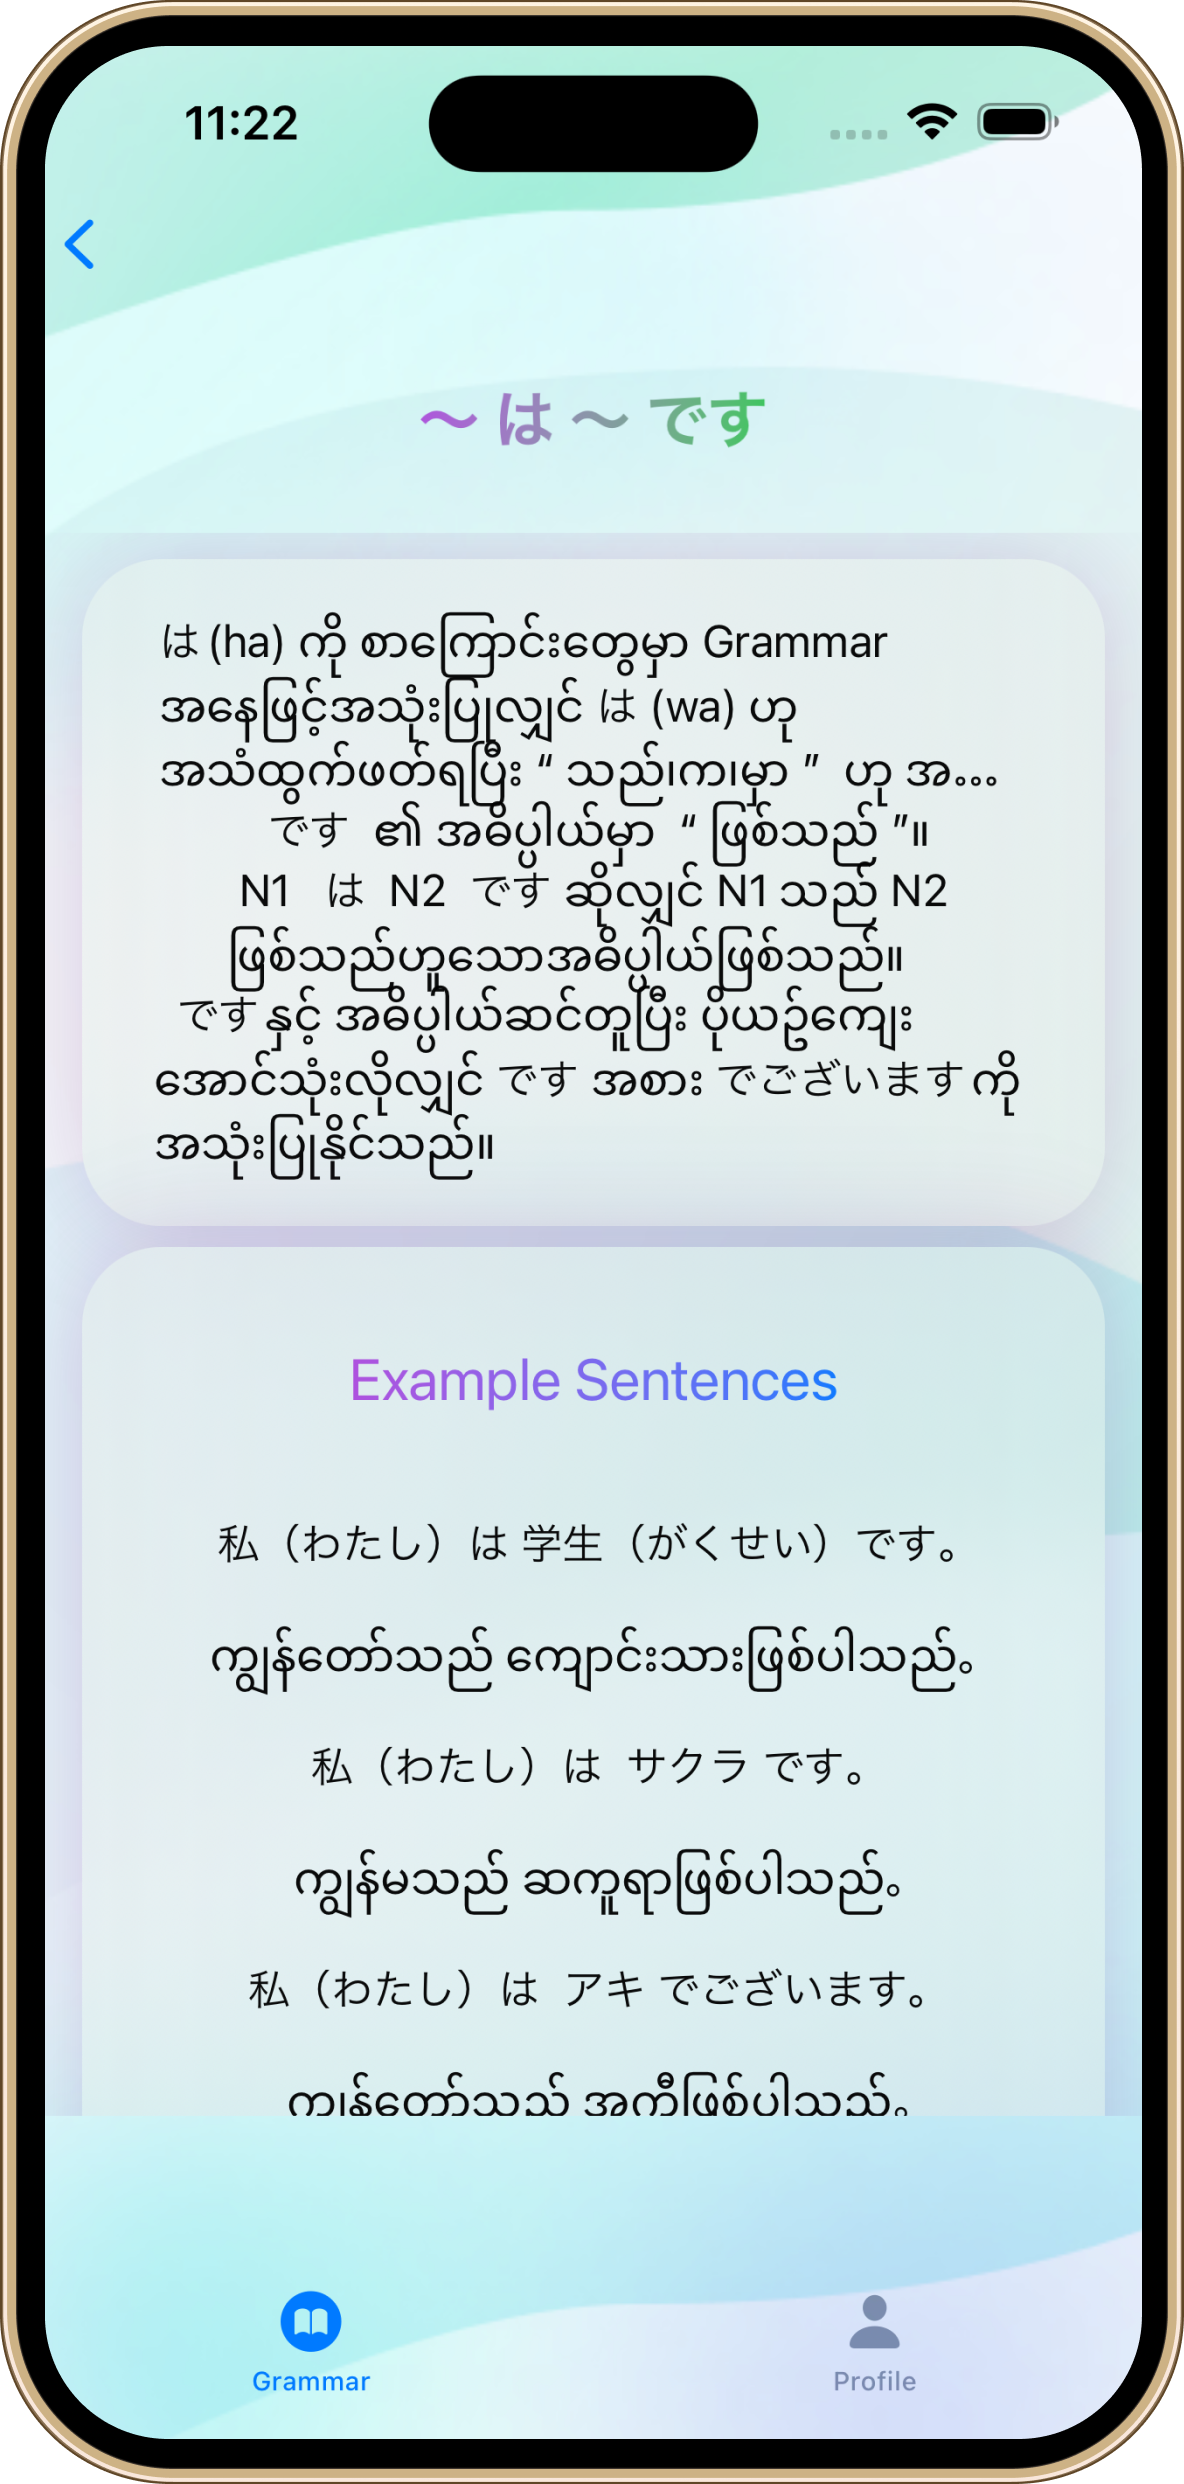 11:22
～ は ～ です
は (ha) ကို စာကြောင်းတွေမှာ Grammar
အနေဖြင့်အသုံးပြုလျှင် は (wa) ဟု
အသံထွက်ဖတ်ရပြီး “ သည်၊က၊မှာ ” ဟု အ...
です ၏ အဓိပ္ပါယ်မှာ “ ဖြစ်သည် ”။
N1 は N2 です ဆိုလျှင် N1 သည် N2
ဖြစ်သည်ဟူသောအဓိပ္ပါယ်ဖြစ်သည်။
です နှင့် အဓိပ္ပါယ်ဆင်တူပြီး ပိုယဥ်ကျေး
အောင်သုံးလိုလျှင် です အစား でございます ကို
အသုံးပြုနိုင်သည်။
Example Sentences
私（わたし）は 学生（がくせい）です。
ကျွန်တော်သည် ကျောင်းသားဖြစ်ပါသည်。
私（わたし）は サクラ です。
ကျွန်မသည် ဆကူရာဖြစ်ပါသည်。
私（わたし）は アキ でございます。
ကျွန်တော်သည် အကီဖြစ်ပါသည်。
Grammar
Profile